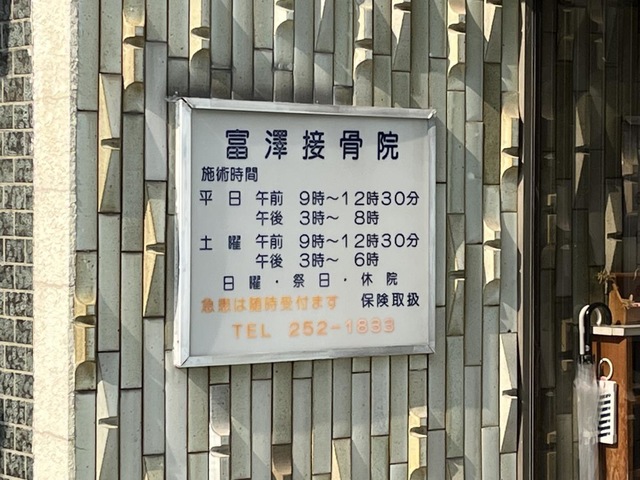 富澤接骨院
施術時間
平日 午前 9時～12時30分
午後 3時～ 8時
土曜 午前 9時～12時30分
午後 3時～ 6時
日曜・祭日・休院
急患は随時受付ます 保険取扱
TEL 252-1833